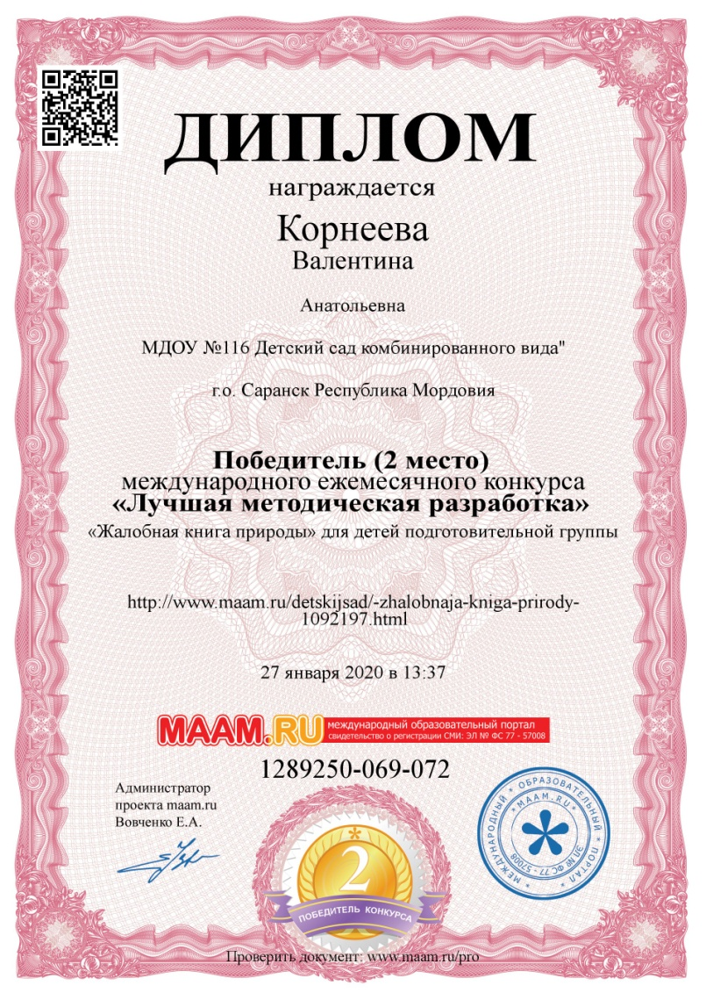 ДИПЛОМ
награждается
Корнеева
Валентина
Анатольевна
МДОУ №116 Детский сад комбинированного вида"
г.о. Саранск Республика Мордовия
Победитель (2 место)
международного ежемесячного конкурса
«Лучшая методическая разработка»
«Жалобная книга природы» для детей подготовительной группы
http://www.maam.ru/detskijsad/-zhalobnaja-kniga-prirody-
1092197.html
27 января 2020 в 13:37
MAAM.RU
международный образовательный портал
свидетельство о регистрации СМИ: ЭЛ № ФС 77 - 57008
1289250-069-072
Администратор
проекта maam.ru
Вовченко Е.А.
2
ПОБЕДИТЕЛЬ КОНКУРСА
* МЕЖДУНАРОДНЫЙ * ОБРАЗОВАТЕЛЬНЫЙ * ПОРТАЛ *
* МААМ.RU *
ЭЛ № ФС 77 - 57008
Проверить документ: www.maam.ru/pro